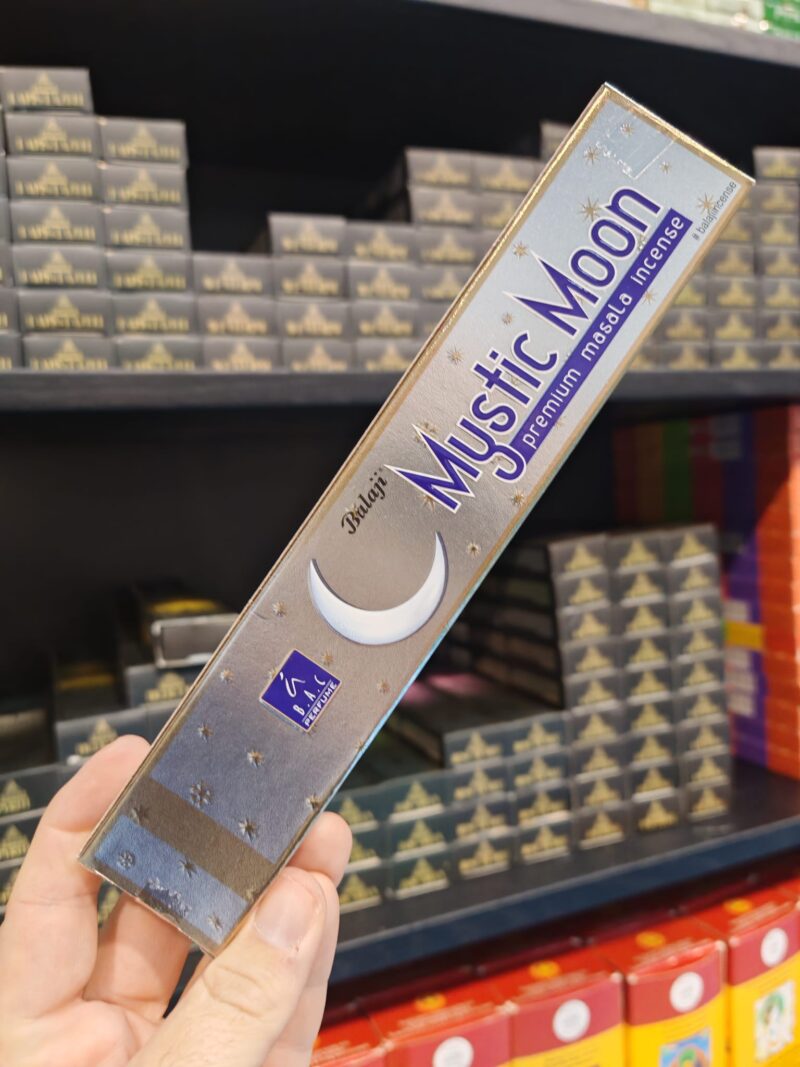 Balaji
Mystic Moon
premium masala incense
# balajiincense
B.A.C
PERFUME